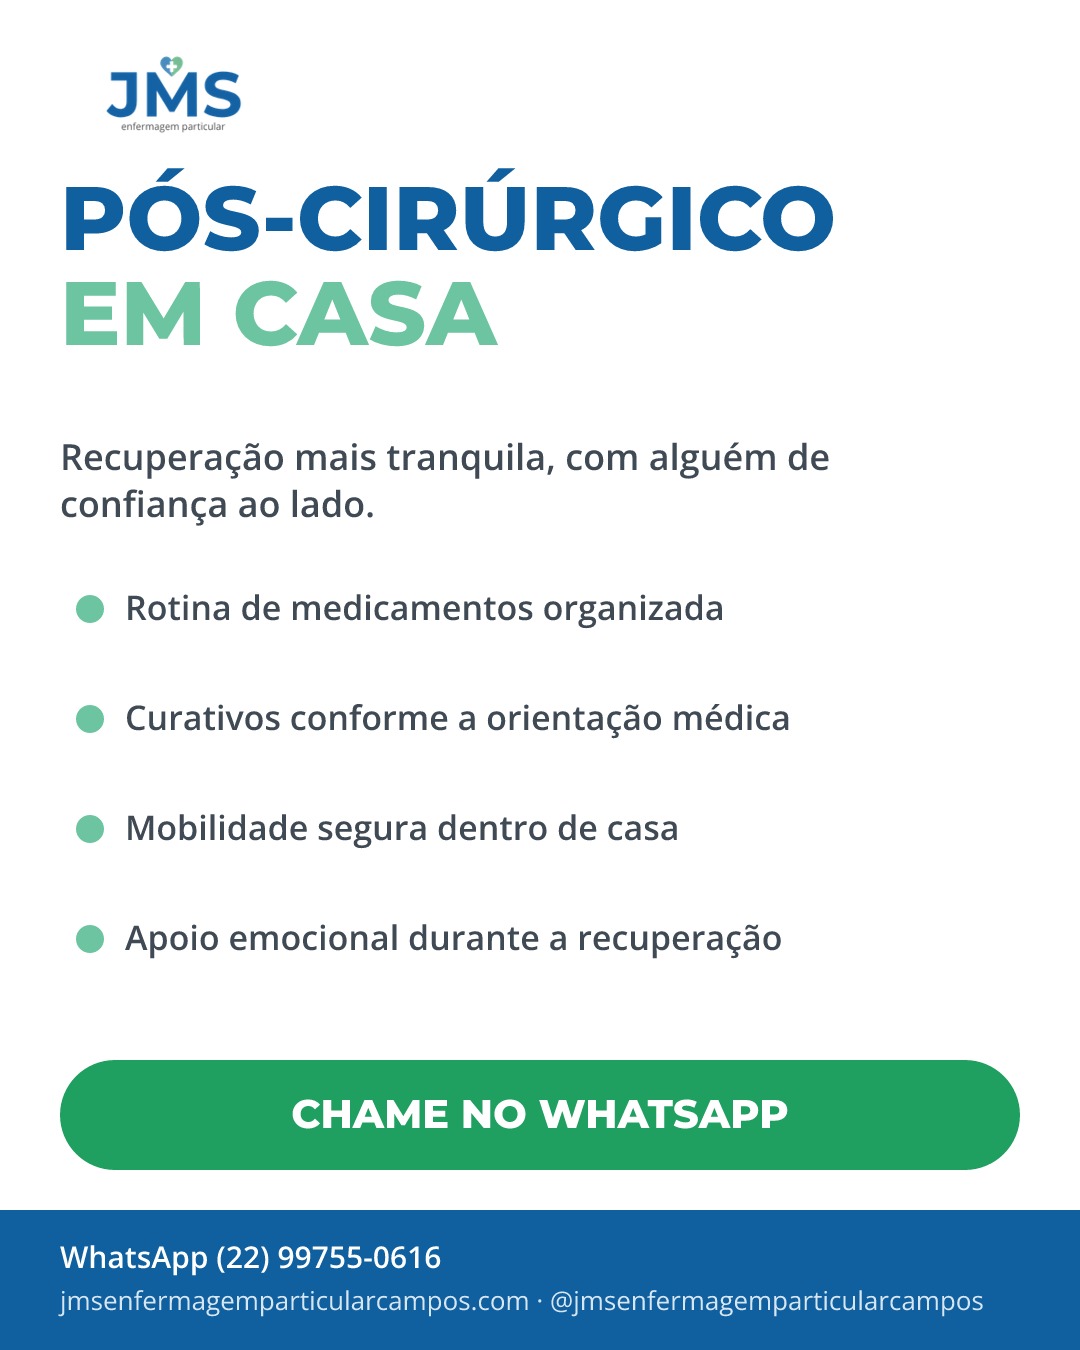 JMS
enfermagem particular
PÓS-CIRÚRGICO
EM CASA
Recuperação mais tranquila, com alguém de
confiança ao lado.
Rotina de medicamentos organizada
Curativos conforme a orientação médica
Mobilidade segura dentro de casa
Apoio emocional durante a recuperação
CHAME NO WHATSAPP
WhatsApp (22) 99755-0616
jmsenfermagemparticularcampos.com · @jmsenfermagemparticularcampos